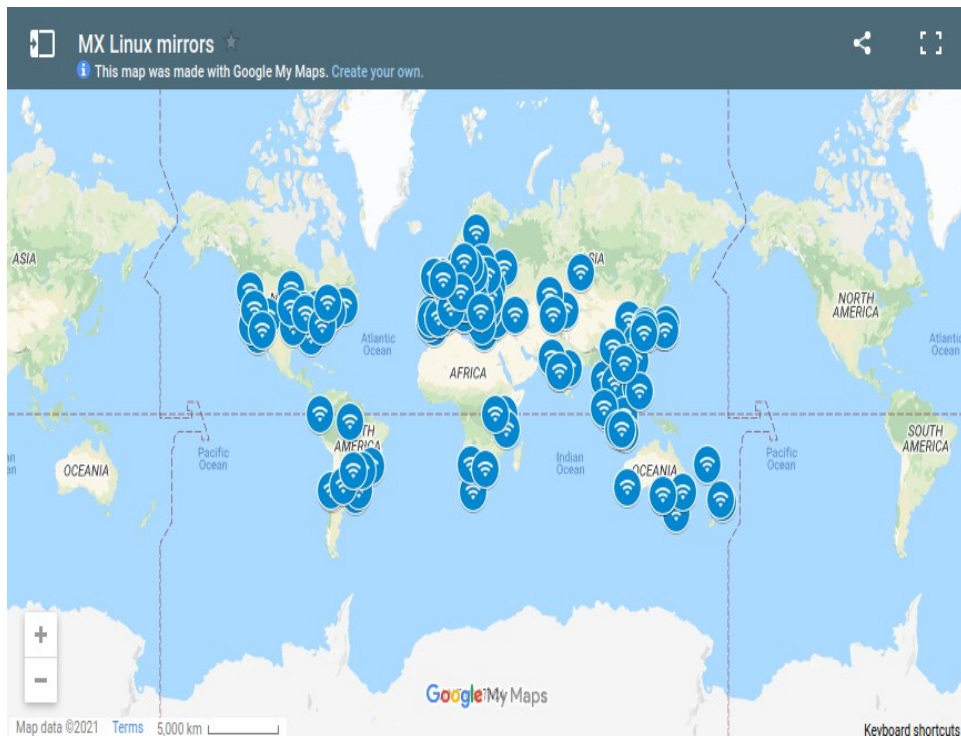 MX Linux mirrors
This map was made with Google My Maps. Create your own.
ASIA
NORTH
AMERICA
Atlantic
Ocean
Atlantic
Ocean
AFRICA
SOUTH
AMERICA
AMERICA
OCEANIA
Pacific
Ocean
Indian
Ocean
OCEANIA
Pacific
Ocean
Google My Maps
Map data ©2021 Terms 5,000 km
Keyboard shortcuts